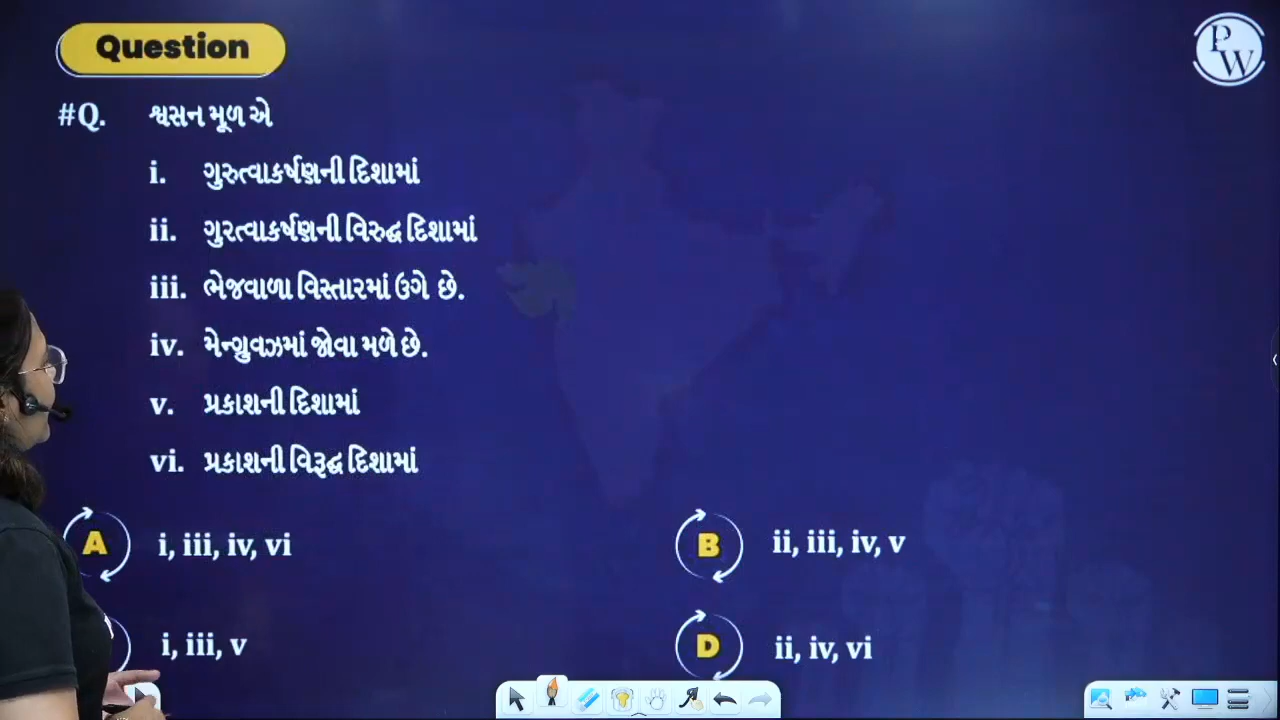 Question
PW
#Q. શ્વસન મૂળ એ
i. ગુરુત્વાકર્ષણની દિશામાં
ii. ગુરત્વાકર્ષણની વિરુદ્ધ દિશામાં
iii. ભેજવાળા વિસ્તારમાં ઉગે છે.
iv. મેન્ગ્રુવઝમાં જોવા મળે છે.
v. પ્રકાશની દિશામાં
vi. પ્રકાશની વિરૂદ્ધ દિશામાં
A i, iii, iv, vi
B ii, iii, iv, v
i, iii, v
D ii, iv, vi